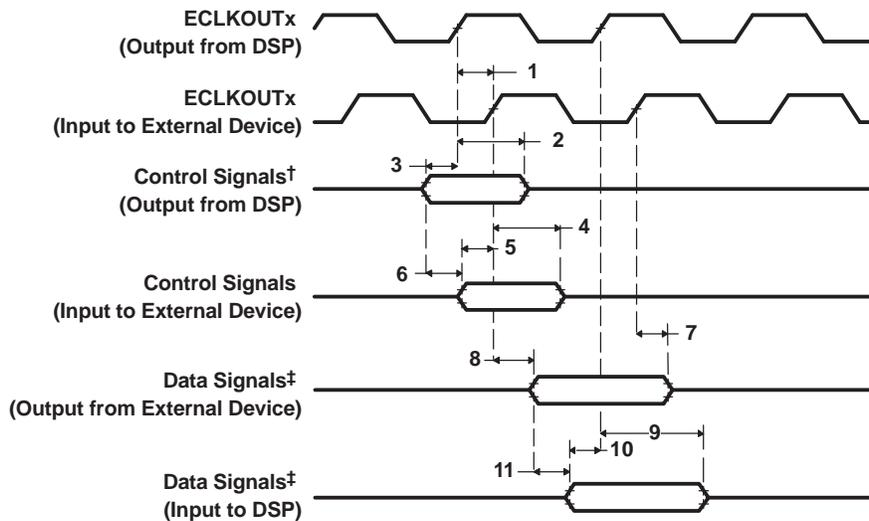 ECLKOUTx
(Output from DSP)
1
ECLKOUTx
(Input to External Device)
2
3
Control Signals†
(Output from DSP)
4
5
6
Control Signals
(Input to External Device)
7
8
Data Signals‡
(Output from External Device)
9
10
11
Data Signals‡
(Input to DSP)